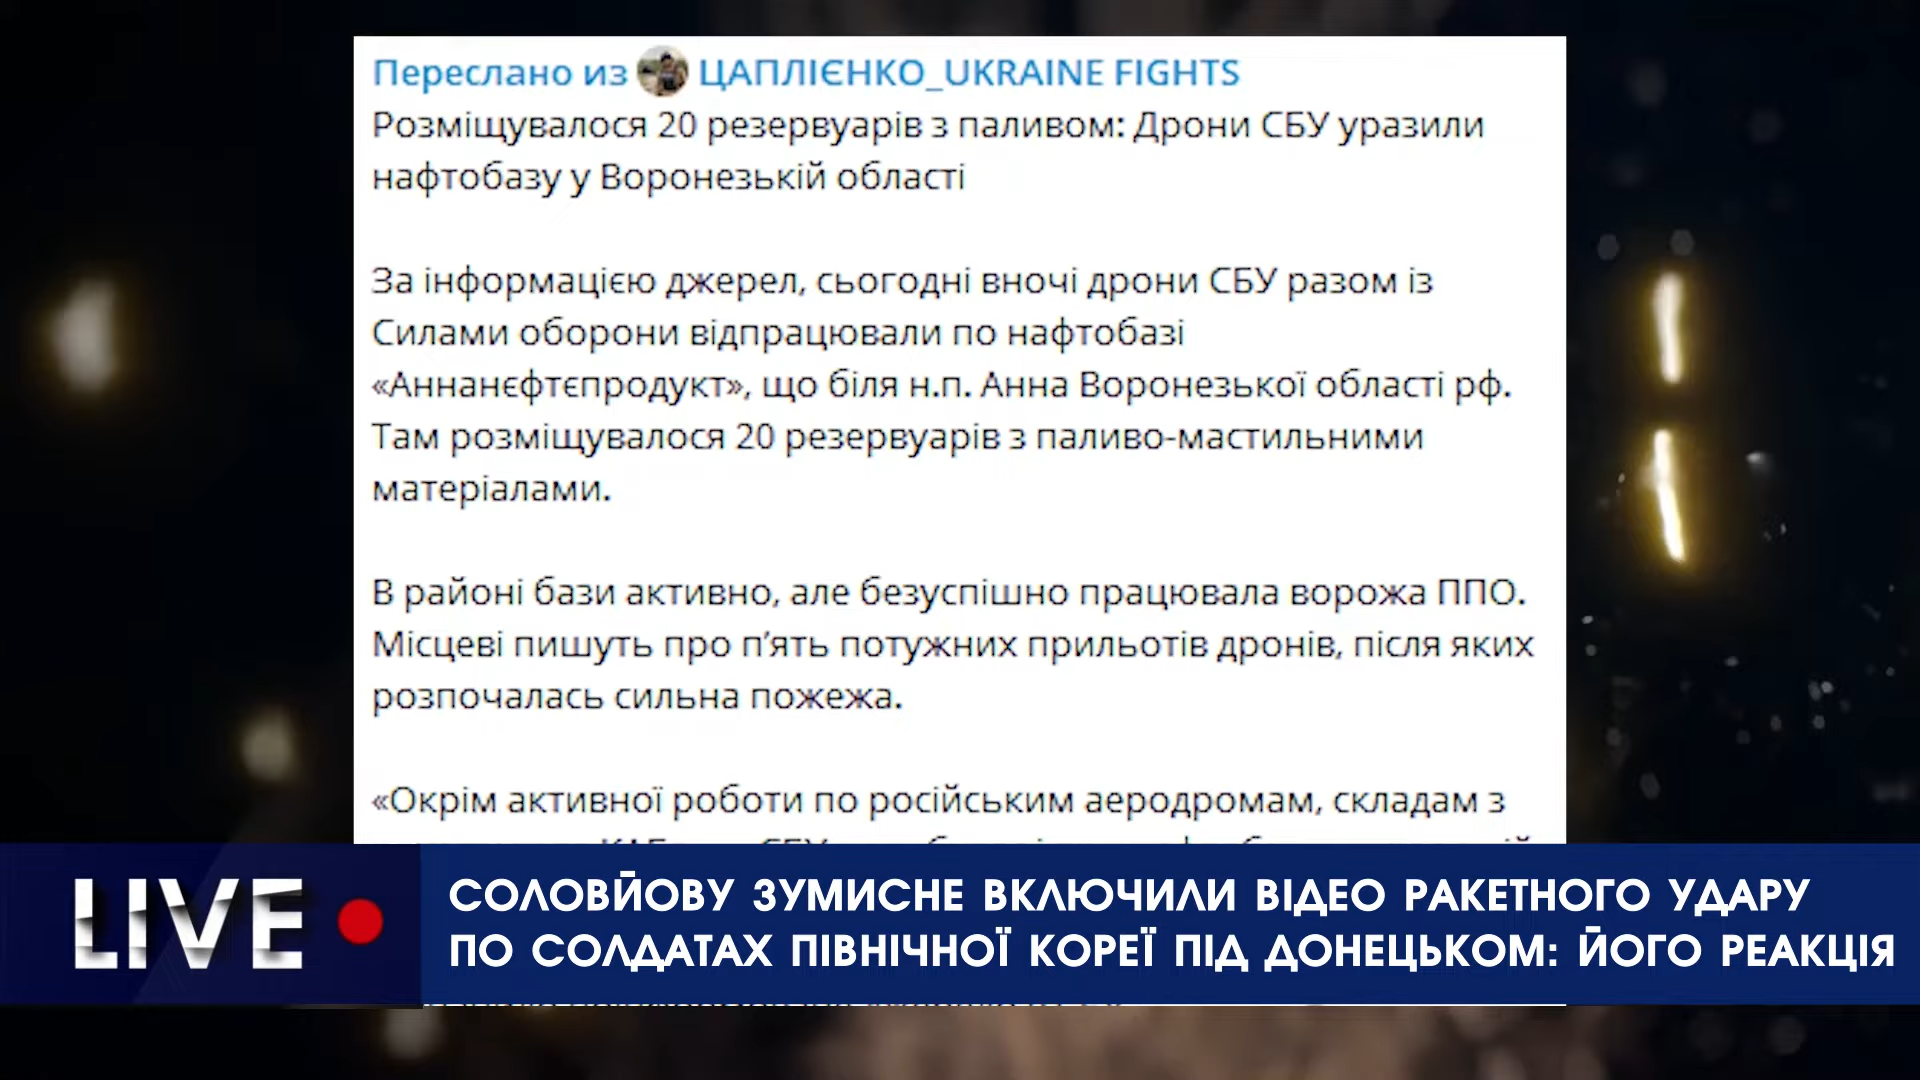 Переслано из ЦАПЛІЄНКО_UKRAINE FIGHTS
Розміщувалося 20 резервуарів з паливом: Дрони СБУ уразили
нафтобазу у Воронезькій області
За інформацією джерел, сьогодні вночі дрони СБУ разом із
Силами оборони відпрацювали по нафтобазі
«Аннанєфтєпродукт», що біля н.п. Анна Воронезької області рф.
Там розміщувалося 20 резервуарів з паливо-мастильними
матеріалами.
В районі бази активно, але безуспішно працювала ворожа ППО.
Місцеві пишуть про п’ять потужних прильотів дронів, після яких
розпочалась сильна пожежа.
«Окрім активної роботи по російським аеродромам, складам з
LIVE
СОЛОВЙОВУ ЗУМИСНЕ ВКЛЮЧИЛИ ВІДЕО РАКЕТНОГО УДАРУ
ПО СОЛДАТАХ ПІВНІЧНОЇ КОРЕЇ ПІД ДОНЕЦЬКОМ: ЙОГО РЕАКЦІЯ